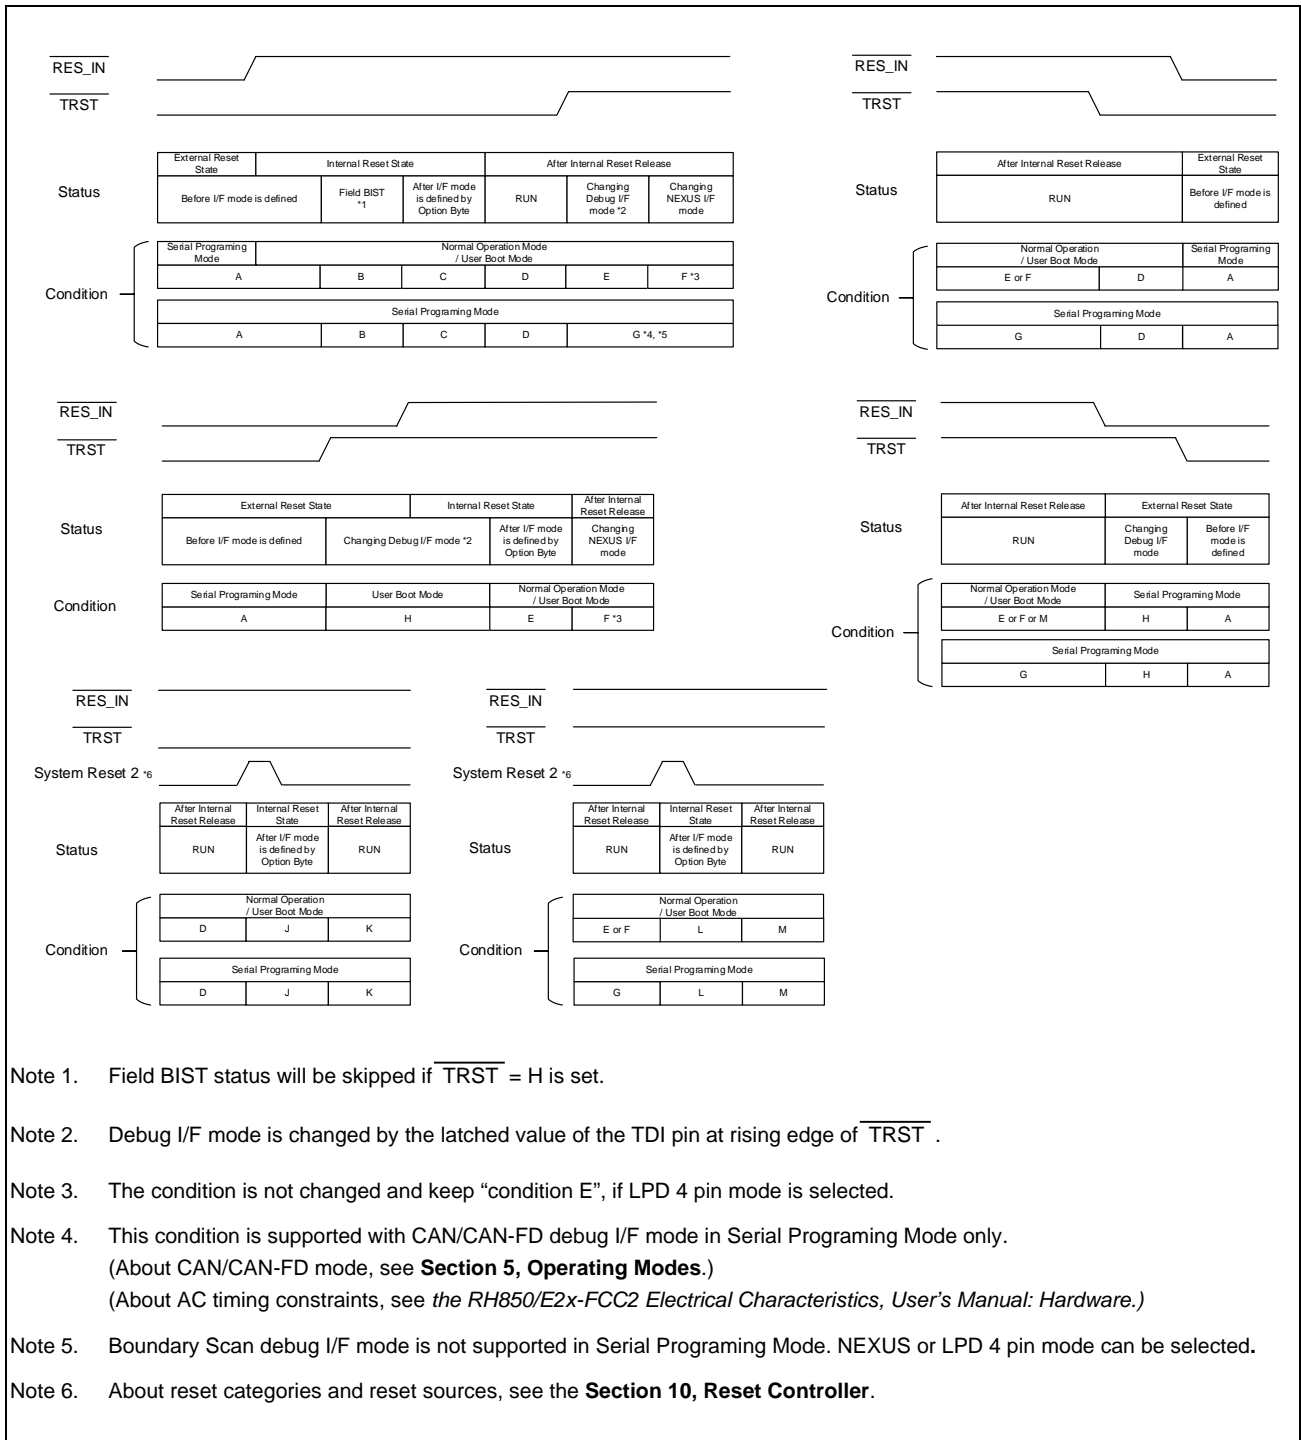 RES_IN
TRST
Status
External Reset State
Internal Reset State
After Internal Reset Release
Before I/F mode is defined
Field BIST *1
After I/F mode is defined by Option Byte
RUN
Changing Debug I/F mode *2
Changing NEXUS I/F mode
Condition
Serial Programing Mode
Normal Operation Mode / User Boot Mode
A B C D E F *3
Serial Programing Mode
A B C D G *4, *5
RES_IN
TRST
Status
After Internal Reset Release
External Reset State
RUN
Before I/F mode is defined
Condition
Normal Operation / User Boot Mode
Serial Programing Mode
E or F D A
Serial Programing Mode
G D A
RES_IN
TRST
Status
External Reset State
Internal Reset State
After Internal Reset Release
Before I/F mode is defined
Changing Debug I/F mode *2
After I/F mode is defined by Option Byte
Changing NEXUS I/F mode
Condition
Serial Programing Mode
User Boot Mode
Normal Operation Mode / User Boot Mode
A H E F *3
RES_IN
TRST
Status
After Internal Reset Release
External Reset State
RUN
Changing Debug I/F mode
Before I/F mode is defined
Condition
Normal Operation Mode / User Boot Mode
Serial Programing Mode
E or F or M H A
Serial Programing Mode
G H A
RES_IN
TRST
System Reset 2 *6
Status
After Internal Reset Release
Internal Reset State
After Internal Reset Release
RUN
After I/F mode is defined by Option Byte
RUN
Condition
Normal Operation / User Boot Mode
D J K
Serial Programing Mode
D J K
RES_IN
TRST
System Reset 2 *6
Status
After Internal Reset Release
Internal Reset State
After Internal Reset Release
RUN
After I/F mode is defined by Option Byte
RUN
Condition
Normal Operation / User Boot Mode
E or F L M
Serial Programing Mode
G L M
Note 1. Field BIST status will be skipped if TRST = H is set.
Note 2. Debug I/F mode is changed by the latched value of the TDI pin at rising edge of TRST .
Note 3. The condition is not changed and keep “condition E”, if LPD 4 pin mode is selected.
Note 4. This condition is supported with CAN/CAN-FD debug I/F mode in Serial Programing Mode only.
(About CAN/CAN-FD mode, see Section 5, Operating Modes.)
(About AC timing constraints, see the RH850/E2x-FCC2 Electrical Characteristics, User’s Manual: Hardware.)
Note 5. Boundary Scan debug I/F mode is not supported in Serial Programing Mode. NEXUS or LPD 4 pin mode can be selected.
Note 6. About reset categories and reset sources, see the Section 10, Reset Controller.